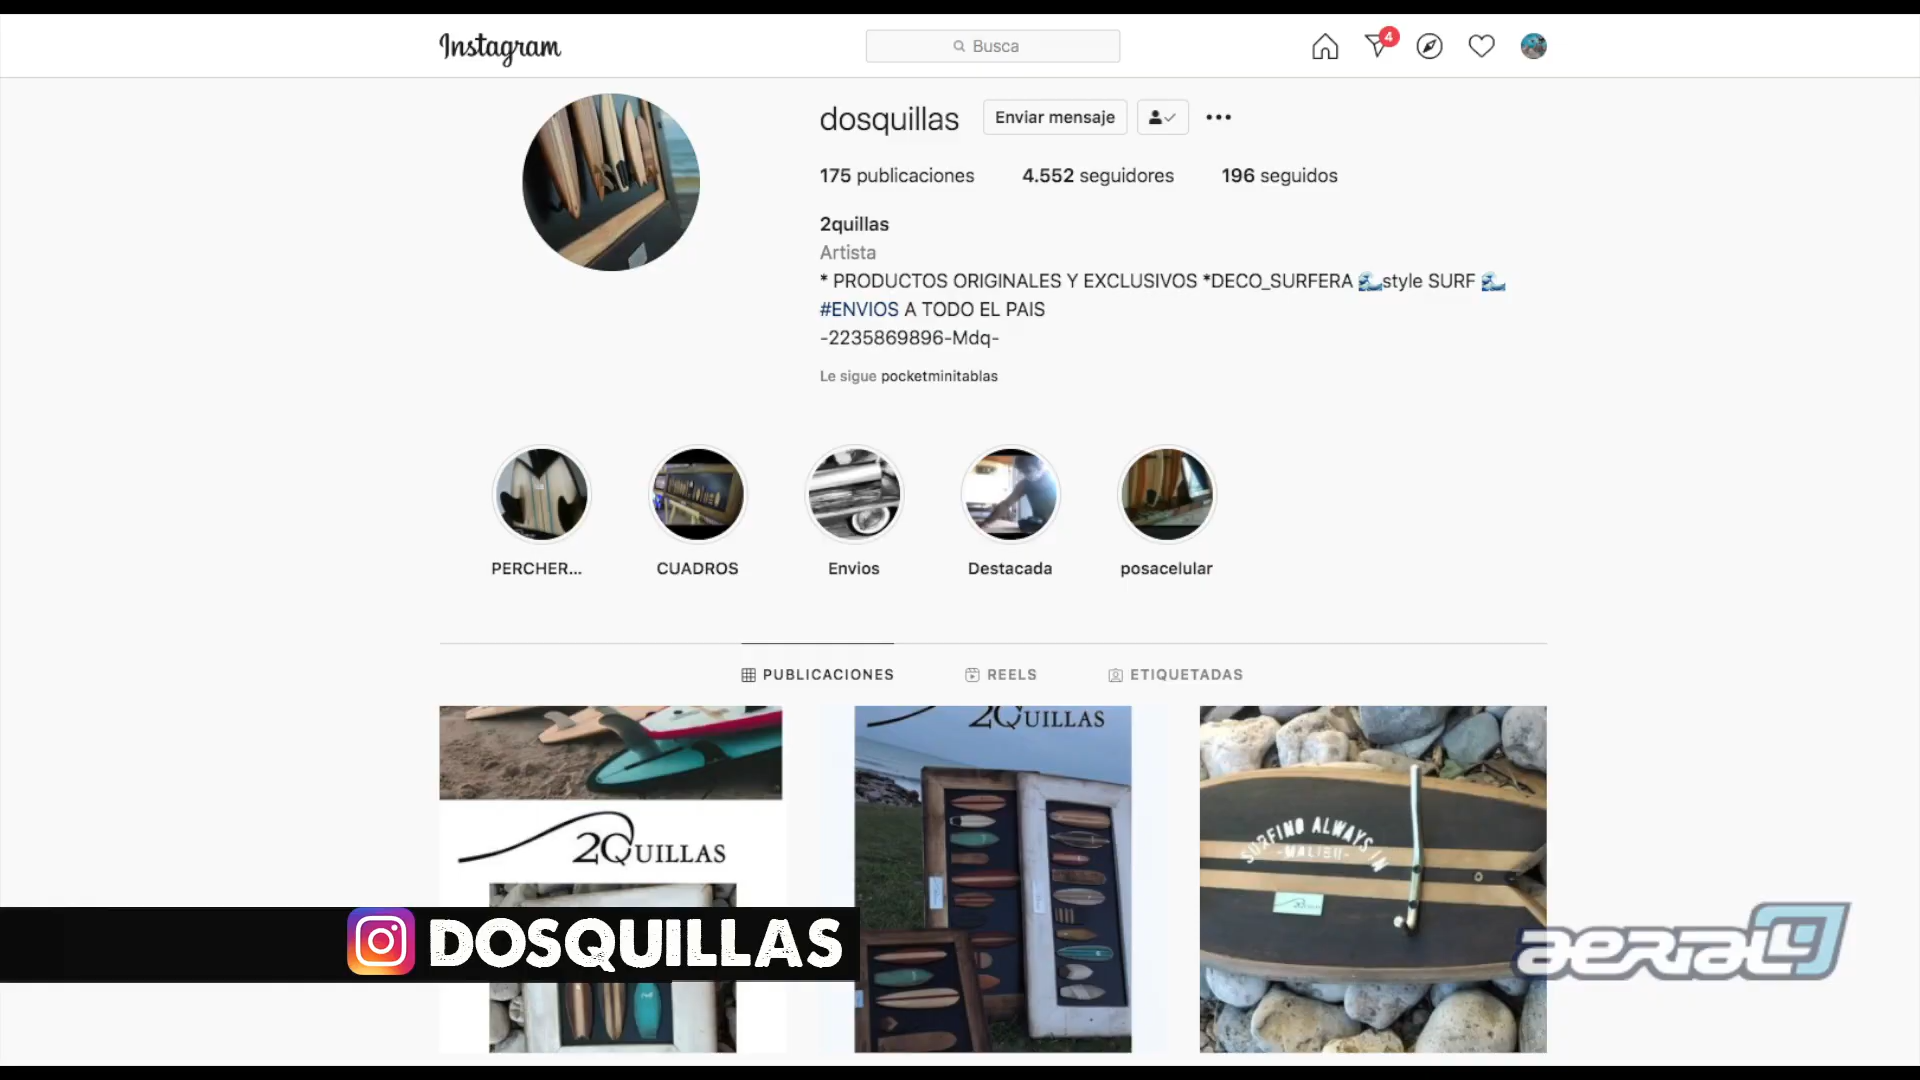 Instagram
Busca
4
dosquillas
Enviar mensaje
175 publicaciones
4.552 seguidores
196 seguidos
2quillas
Artista
* PRODUCTOS ORIGINALES Y EXCLUSIVOS *DECO_SURFERA 🌊style SURF 🌊
#ENVIOS A TODO EL PAIS
-2235869896-Mdq-
Le sigue pocketminitablas
PERCHER...
CUADROS
Envios
Destacada
posacelular
PUBLICACIONES
REELS
ETIQUETADAS
2QUILLAS
2QUILLAS
SURFING ALWAYS IN
-MALIBU-
DOSQUILLAS
aerial9